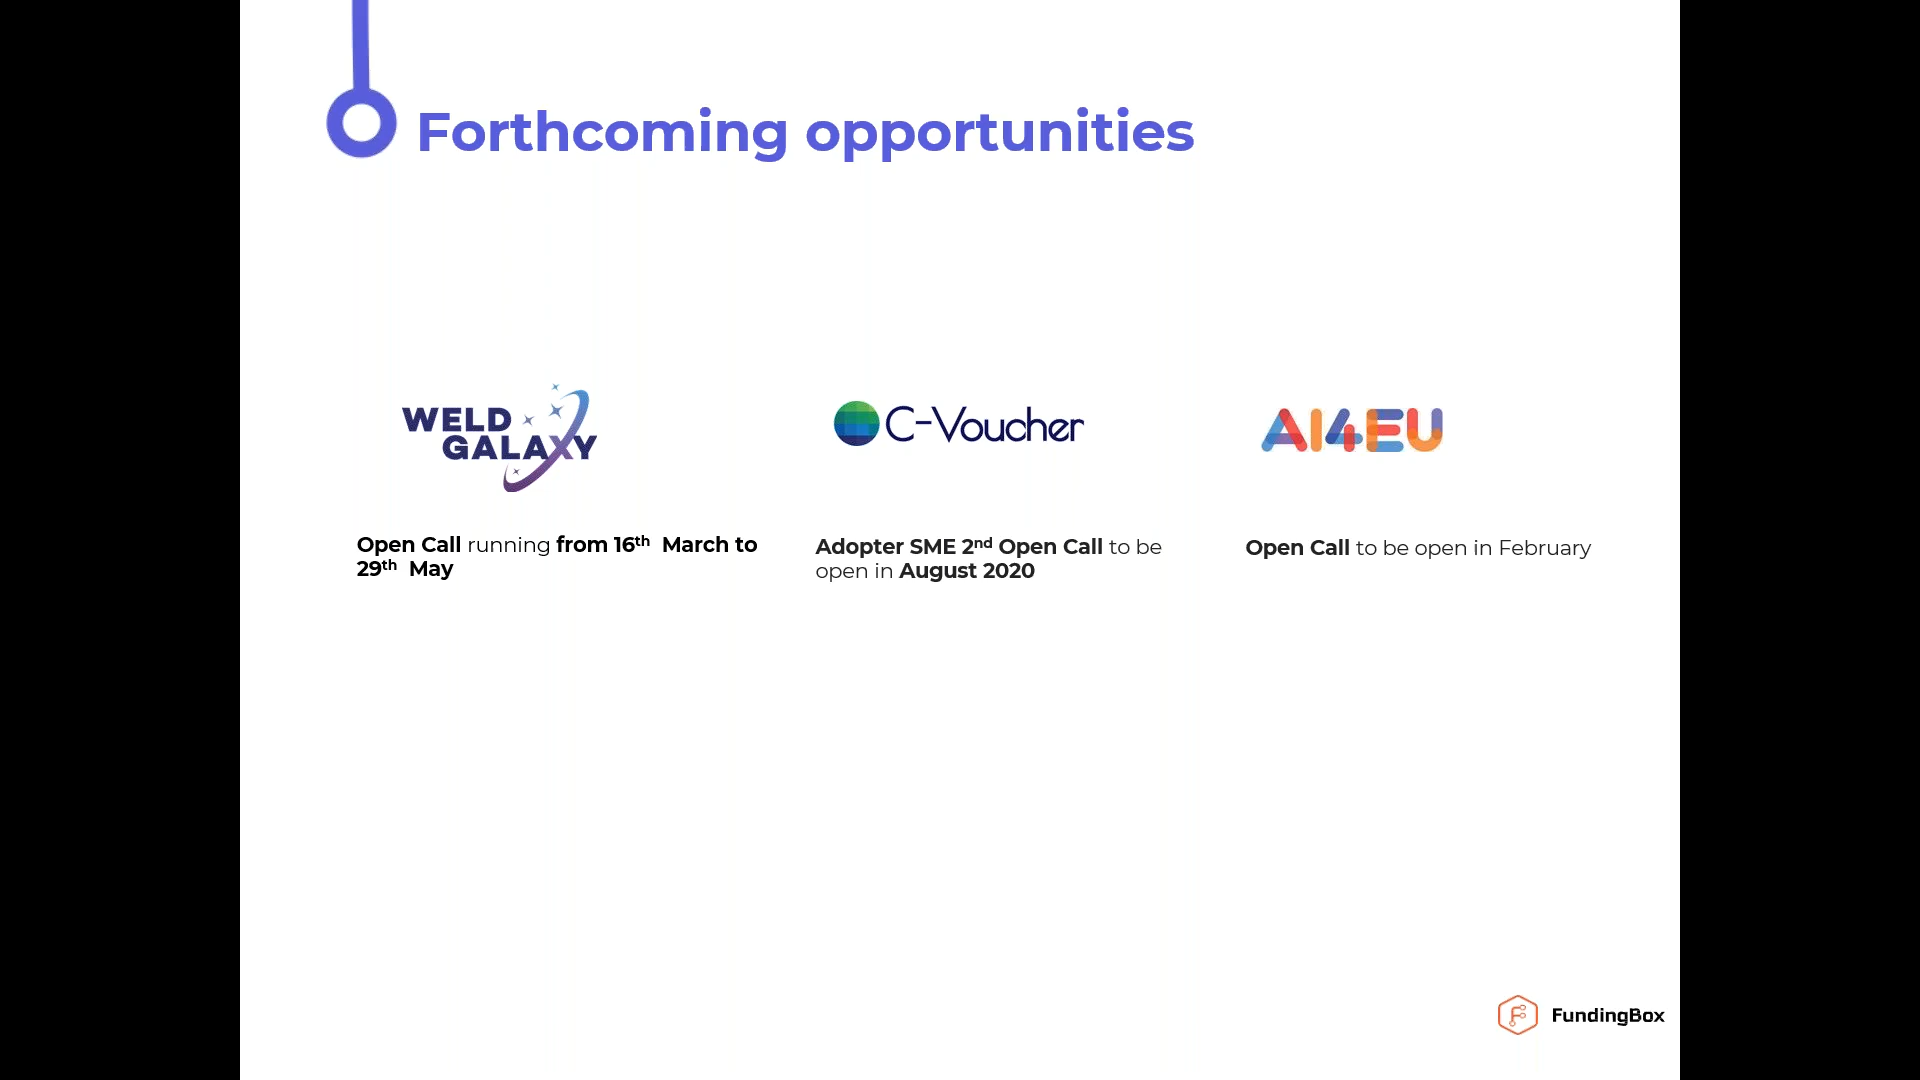 Forthcoming opportunities
WELD
GALAXY
C-Voucher
AI4EU
Open Call running from 16th March to
29th May
Adopter SME 2nd Open Call to be
open in August 2020
Open Call to be open in February
FundingBox